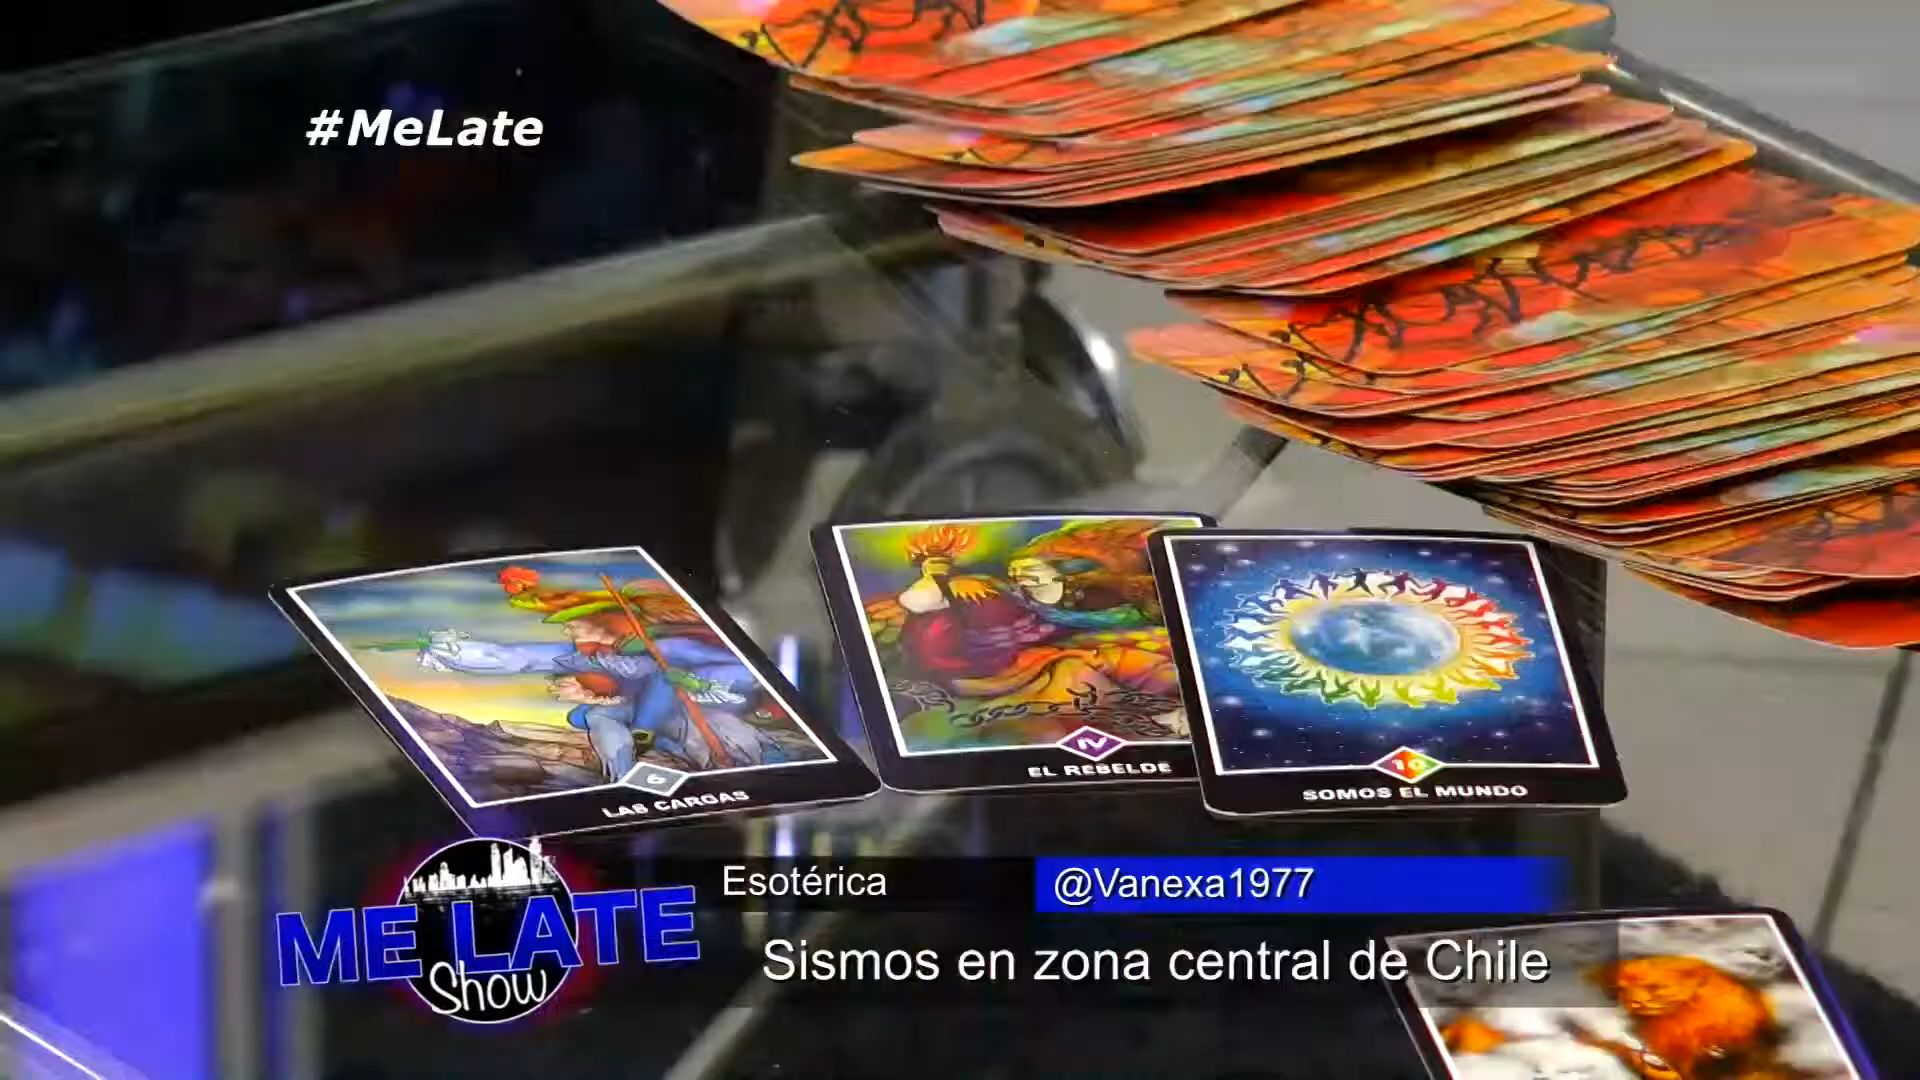 #MeLate
6
LAS CARGAS
IV
EL REBELDE
10
SOMOS EL MUNDO
ME LATE
Show
Esotérica
@Vanexa1977
Sismos en zona central de Chile